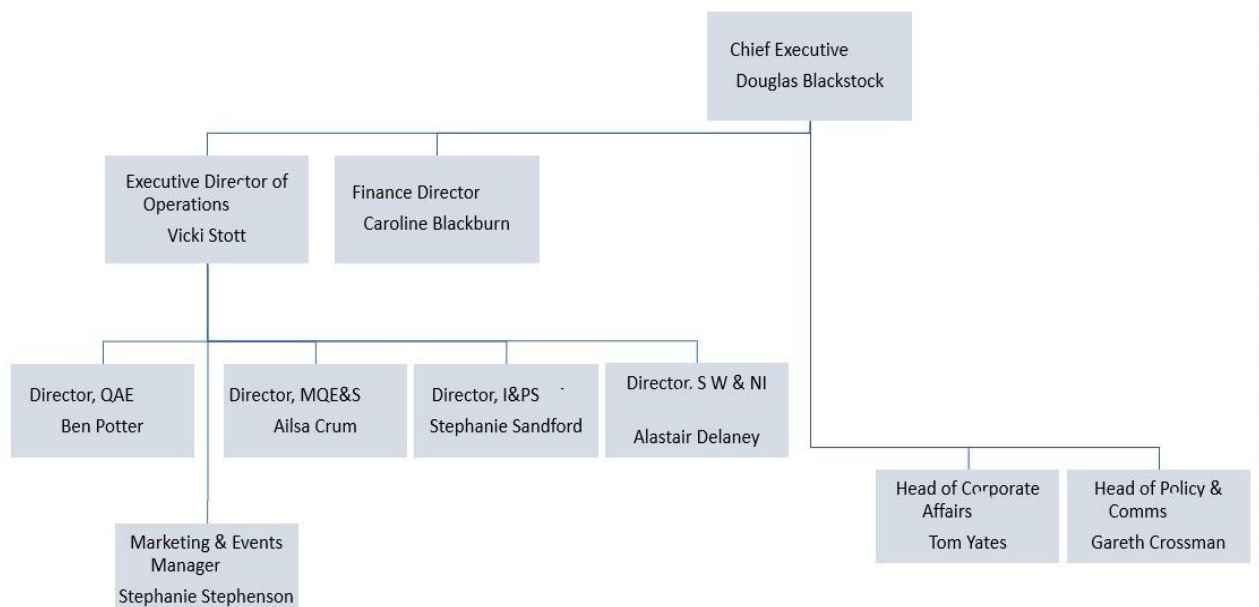 Chief Executive
Douglas Blackstock
Executive Director of
Operations
Vicki Stott
Finance Director
Caroline Blackburn
Director, QAE
Ben Potter
Director, MQE&S
Ailsa Crum
Director, I&PS
Stephanie Sandford
Director. S W & NI
Alastair Delaney
Marketing & Events
Manager
Stephanie Stephenson
Head of Corporate
Affairs
Tom Yates
Head of Policy &
Comms
Gareth Crossman